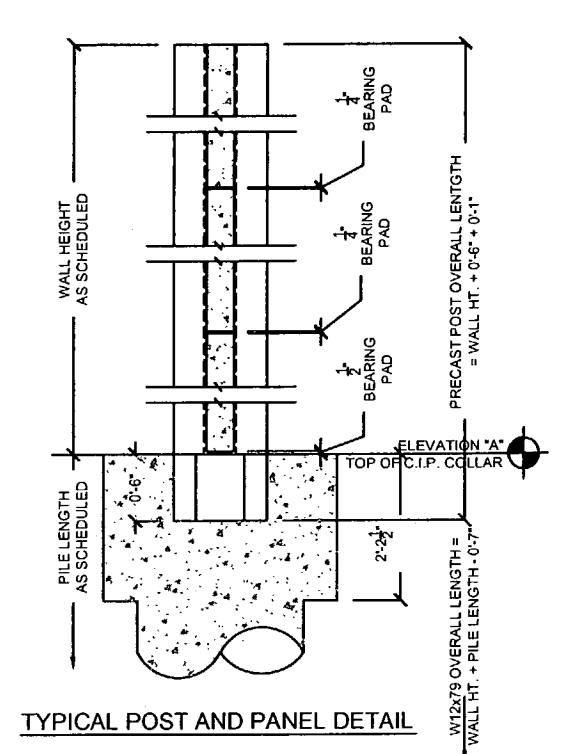 WALL HEIGHT
AS SCHEDULED
1/4"
BEARING
PAD
1/4"
BEARING
PAD
1/2"
BEARING
PAD
PRECAST POST OVERALL LENTGTH
= WALL HT. + 0'-6" + 0'-1"
ELEVATION "A"
TOP OF C.I.P. COLLAR
PILE LENGTH
AS SCHEDULED
0'-6"
2'-2 1/2"
W12x79 OVERALL LENGTH =
WALL HT. + PILE LENGTH - 0'-7"
TYPICAL POST AND PANEL DETAIL